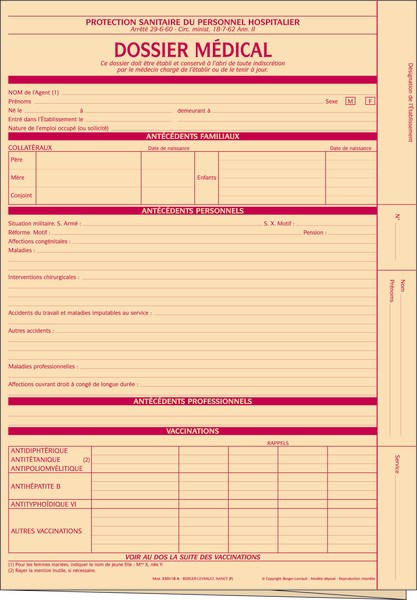 PROTECTION SANITAIRE DU PERSONNEL HOSPITALIER
Arrêté 29-6-60 - Circ. minist. 18-7-62 Ann. II
DOSSIER MÉDICAL
Ce dossier doit être établi et conservé à l'abri de toute indiscrétion
par le médecin chargé de l'établir ou de le tenir à jour.
NOM de l'Agent (1)
Prénoms Sexe M F
Né le à demeurant à
Entré dans l'Établissement le
Nature de l'emploi occupé (ou sollicité)
ANTÉCÉDENTS FAMILIAUX
COLLATÉRAUX Date de naissance Date de naissance
Père
Mère Enfants
Conjoint
ANTÉCÉDENTS PERSONNELS
Situation militaire. S. Armé : S. X. Motif :
Réforme. Motif : Pension :
Affections congénitales :
Maladies :
Interventions chirurgicales :
Accidents du travail et maladies imputables au service :
Autres accidents :
Maladies professionnelles :
Affections ouvrant droit à congé de longue durée :
ANTÉCÉDENTS PROFESSIONNELS
VACCINATIONS
RAPPELS
ANTIDIPHTÉRIQUE
ANTITÉTANIQUE (2)
ANTIPOLIOMYÉLITIQUE
ANTIHÉPATITE B
ANTITYPHOÏDIQUE VI
AUTRES VACCINATIONS
VOIR AU DOS LA SUITE DES VACCINATIONS
(1) Pour les femmes mariées, indiquer le nom de jeune fille : Mme X, née Y.
(2) Rayer la mention inutile, si nécessaire.
Mod. 330118 A - BERGER-LEVRAULT, NANCY (F) © Copyright Berger-Levrault - Modèle déposé - Reproduction interdite
Désignation de l'Établissement
N°
Nom
Prénoms
Service